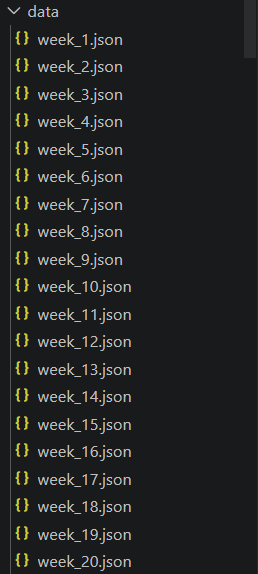 data
{} week_1.json
{} week_2.json
{} week_3.json
{} week_4.json
{} week_5.json
{} week_6.json
{} week_7.json
{} week_8.json
{} week_9.json
{} week_10.json
{} week_11.json
{} week_12.json
{} week_13.json
{} week_14.json
{} week_15.json
{} week_16.json
{} week_17.json
{} week_18.json
{} week_19.json
{} week_20.json